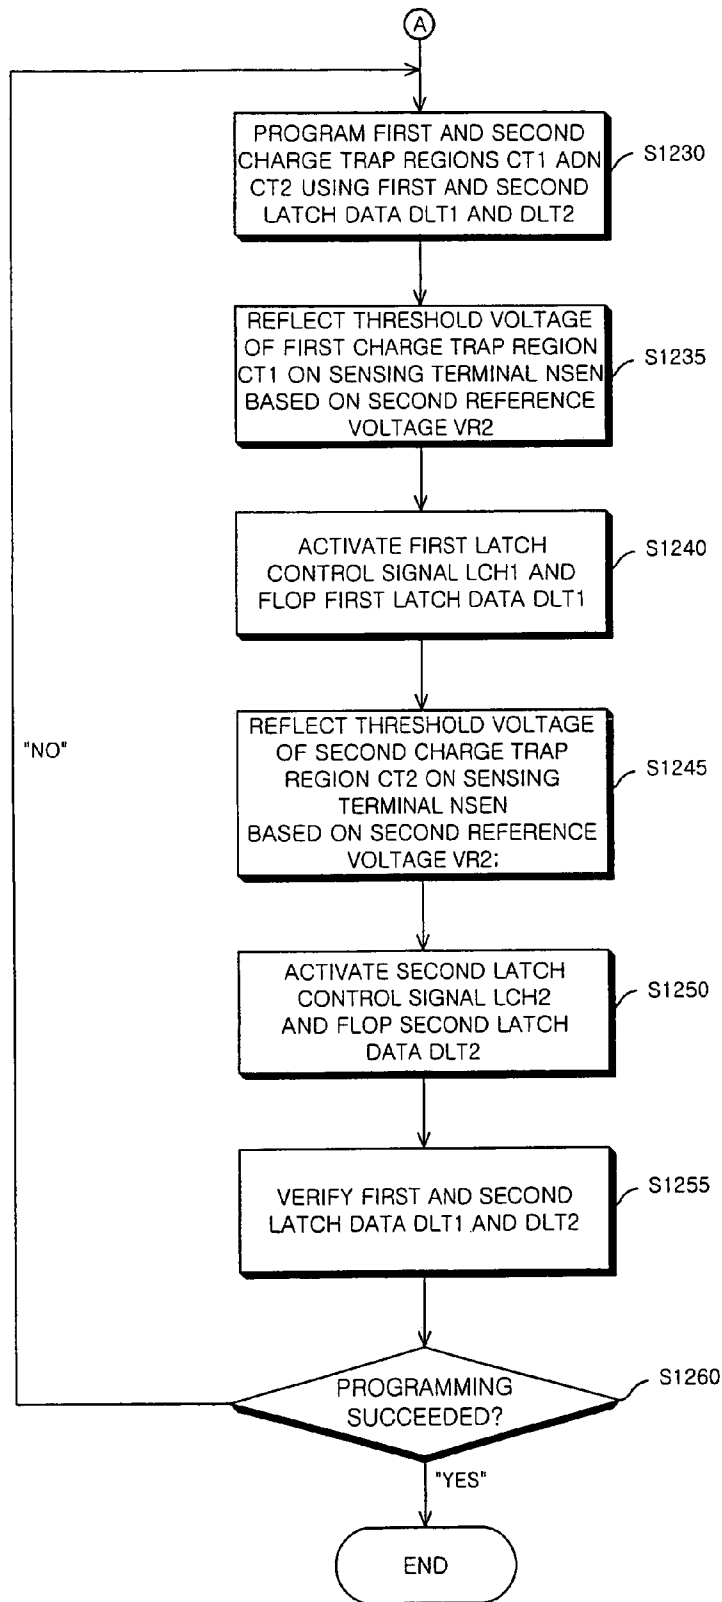 A
PROGRAM FIRST AND SECOND
CHARGE TRAP REGIONS CT1 ADN
CT2 USING FIRST AND SECOND
LATCH DATA DLT1 AND DLT2
S1230
REFLECT THRESHOLD VOLTAGE
OF FIRST CHARGE TRAP REGION
CT1 ON SENSING TERMINAL NSEN
BASED ON SECOND REFERENCE
VOLTAGE VR2
S1235
ACTIVATE FIRST LATCH
CONTROL SIGNAL LCH1 AND
FLOP FIRST LATCH DATA DLT1
S1240
REFLECT THRESHOLD VOLTAGE
OF SECOND CHARGE TRAP
REGION CT2 ON SENSING
TERMINAL NSEN
BASED ON SECOND REFERENCE
VOLTAGE VR2;
S1245
"NO"
ACTIVATE SECOND LATCH
CONTROL SIGNAL LCH2
AND FLOP SECOND LATCH
DATA DLT2
S1250
VERIFY FIRST AND SECOND
LATCH DATA DLT1 AND DLT2
S1255
PROGRAMMING
SUCCEEDED?
S1260
"YES"
END